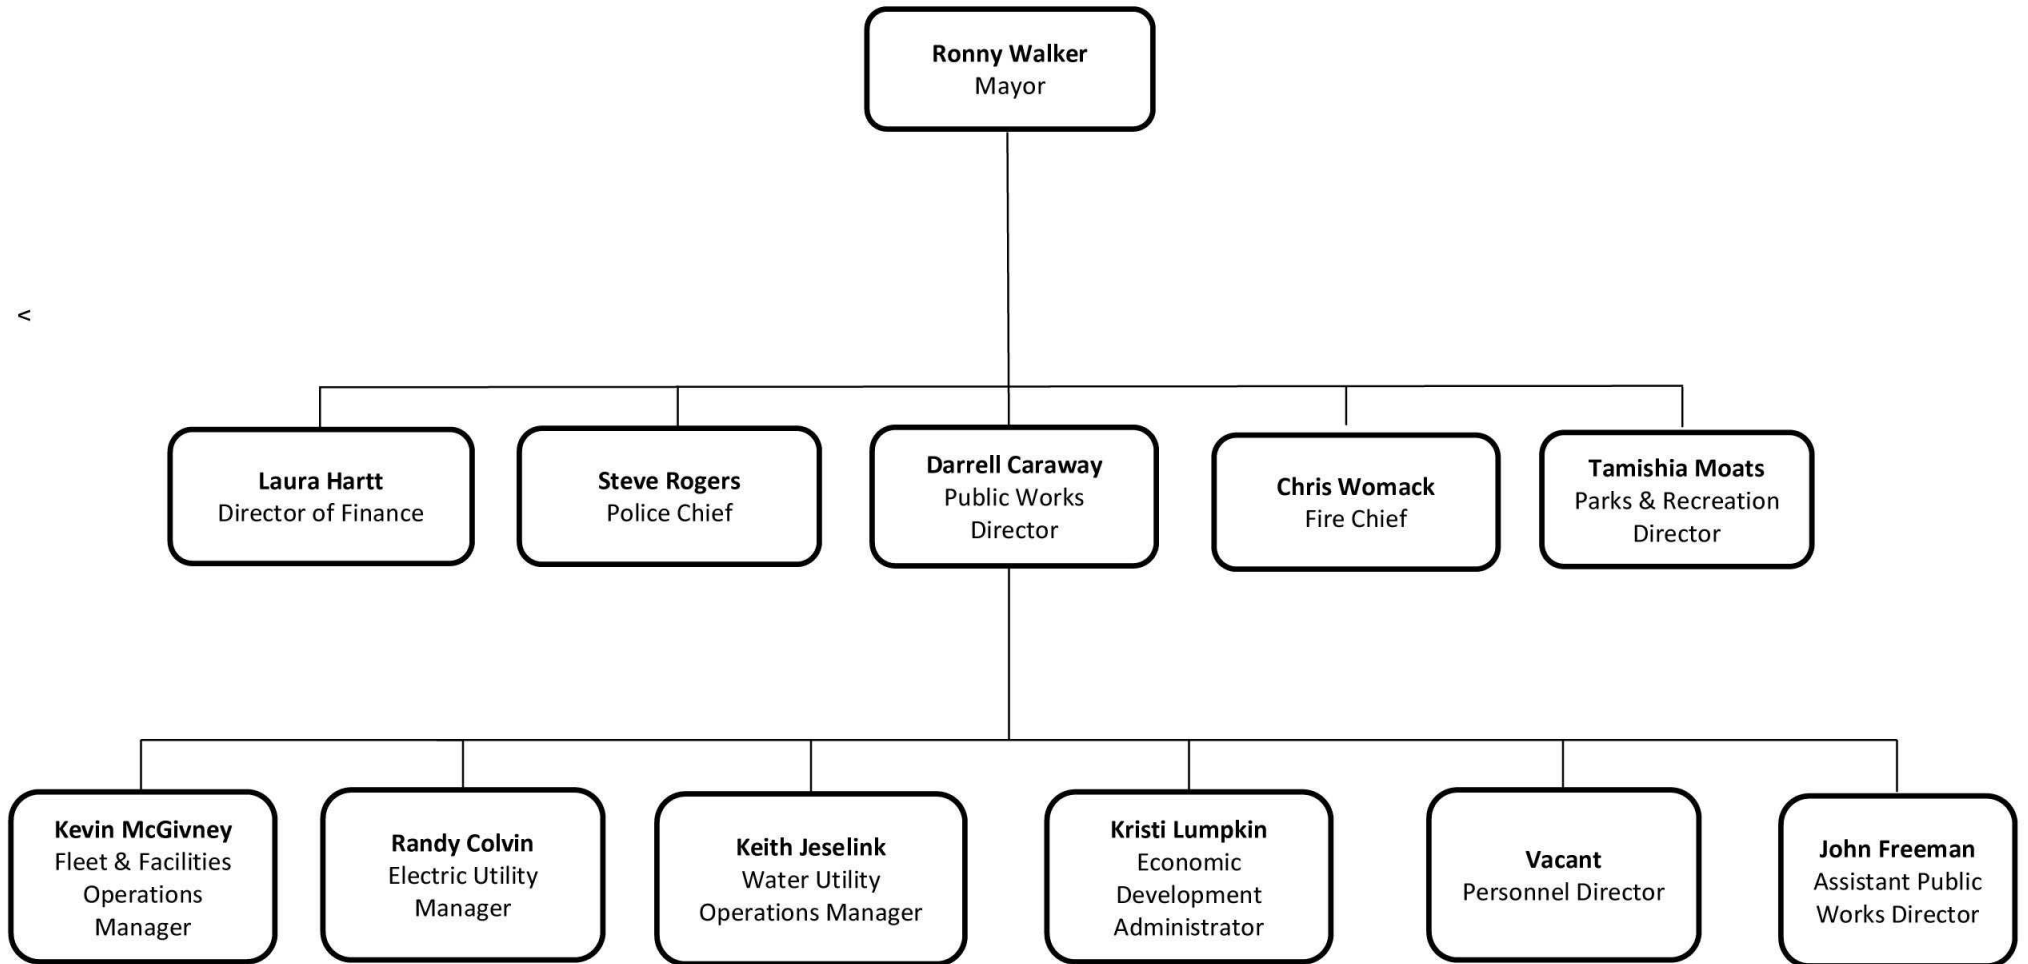 Ronny Walker
Mayor
<
Laura Hartt
Director of Finance
Steve Rogers
Police Chief
Darrell Caraway
Public Works
Director
Chris Womack
Fire Chief
Tamishia Moats
Parks & Recreation
Director
Kevin McGivney
Fleet & Facilities
Operations
Manager
Randy Colvin
Electric Utility
Manager
Keith Jeselink
Water Utility
Operations Manager
Kristi Lumpkin
Economic
Development
Administrator
Vacant
Personnel Director
John Freeman
Assistant Public
Works Director